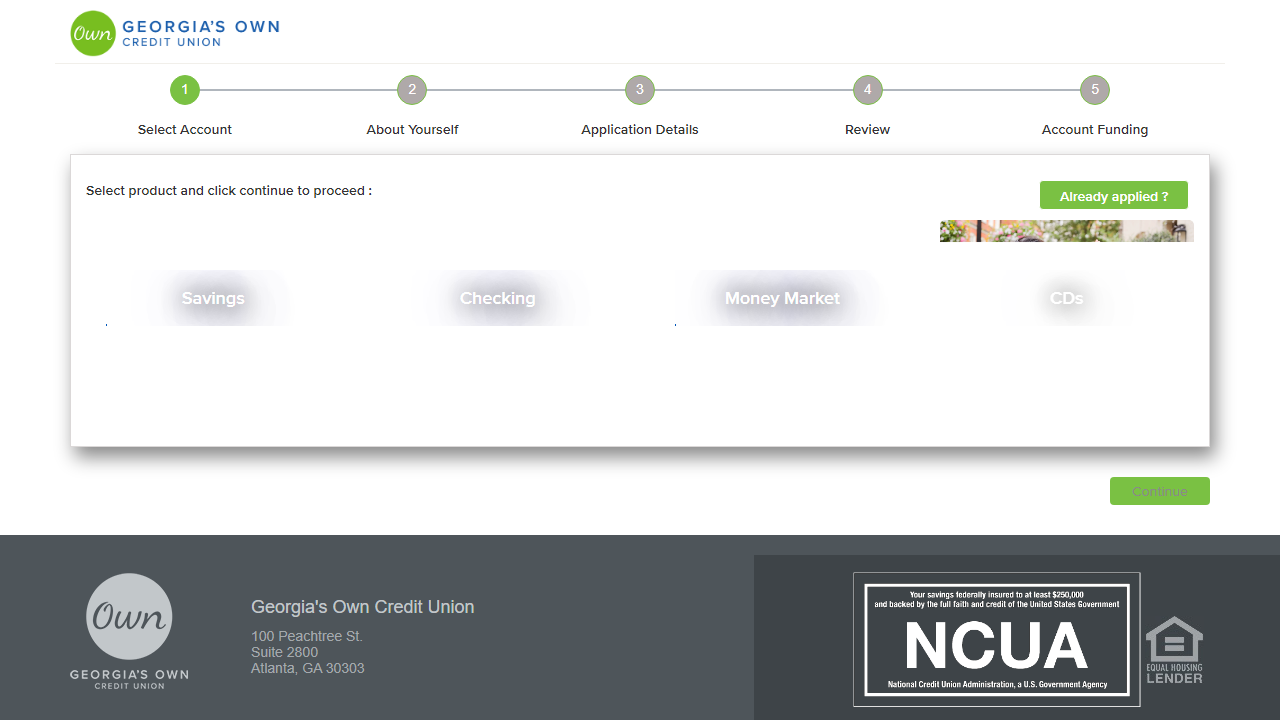 Own
GEORGIA'S OWN
CREDIT UNION
1
2
3
4
5
Select Account
About Yourself
Application Details
Review
Account Funding
Select product and click continue to proceed :
Already applied ?
Savings
Checking
Money Market
CDs
Continue
Own
GEORGIA'S OWN
CREDIT UNION
Georgia's Own Credit Union
100 Peachtree St.
Suite 2800
Atlanta, GA 30303
Your savings federally insured to at least $250,000
and backed by the full faith and credit of the United States Government
NCUA
National Credit Union Administration, a U.S. Government Agency
EQUAL HOUSING
LENDER